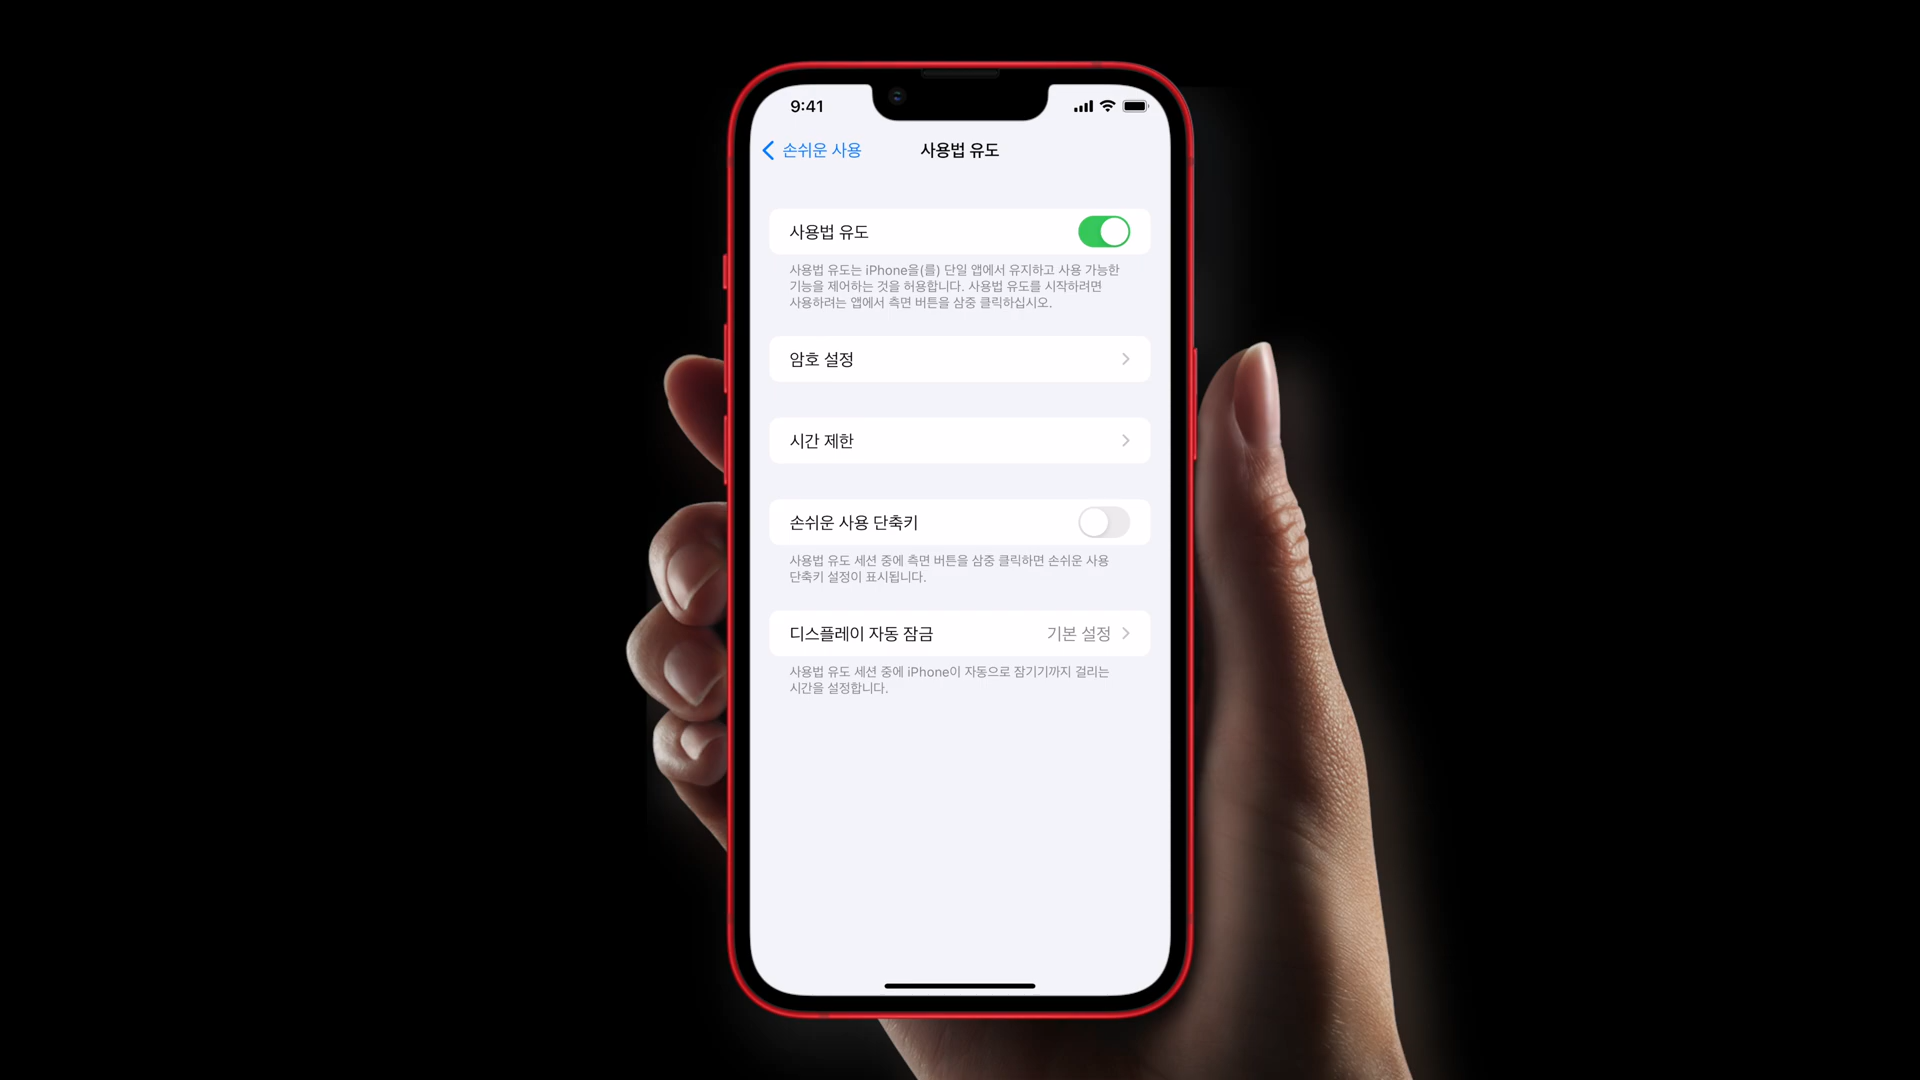 9:41
손쉬운 사용
사용법 유도
사용법 유도
사용법 유도는 iPhone을(를) 단일 앱에서 유지하고 사용 가능한
기능을 제어하는 것을 허용합니다. 사용법 유도를 시작하려면
사용하려는 앱에서 측면 버튼을 삼중 클릭하십시오.
암호 설정
시간 제한
손쉬운 사용 단축키
사용법 유도 세션 중에 측면 버튼을 삼중 클릭하면 손쉬운 사용
단축키 설정이 표시됩니다.
디스플레이 자동 잠금 기본 설정
사용법 유도 세션 중에 iPhone이 자동으로 잠기기까지 걸리는
시간을 설정합니다.